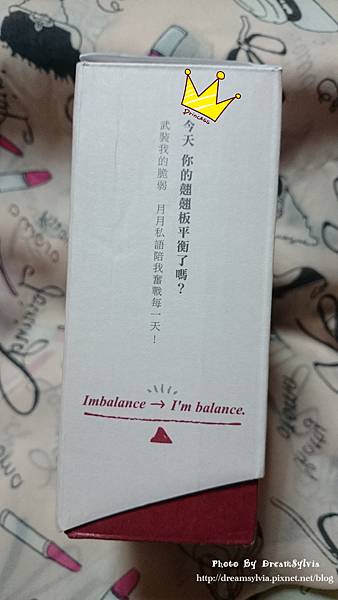 Princess
今天 你的翹翹板平衡了嗎？
武裝我的脆弱 月月私語陪我奮戰每一天！
Imbalance → I'm balance.
Photo By DreamSylvia
http://dreamsylvia.pixnet.net/blog